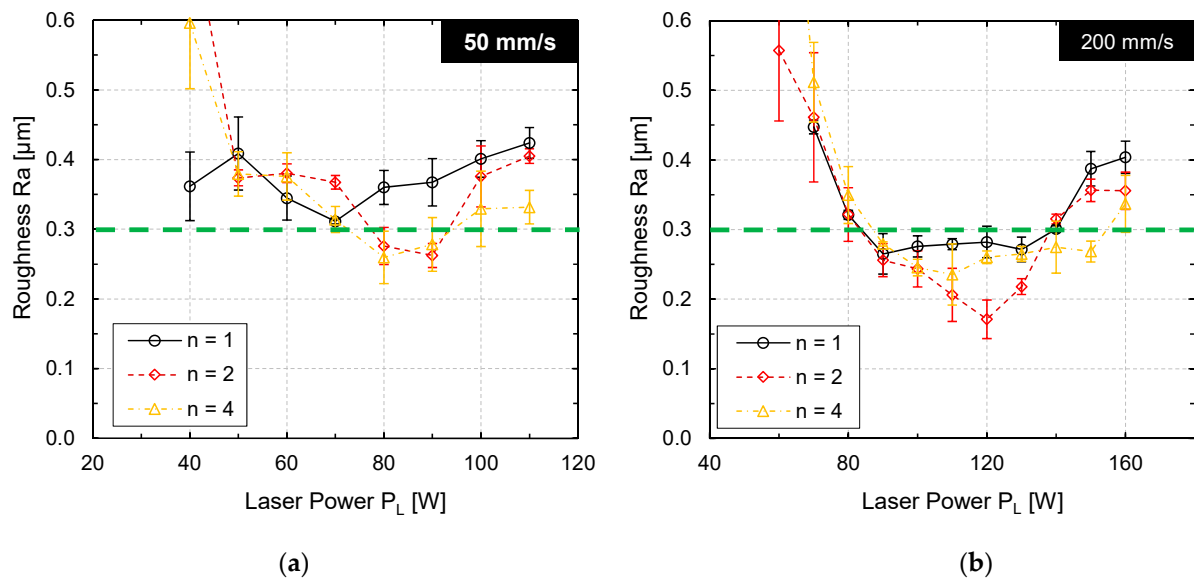 50 mm/s
Roughness Ra [µm]
0.6
0.5
0.4
0.3
0.2
0.1
0.0
n = 1
n = 2
n = 4
20 40 60 80 100 120
Laser Power P_L [W]
(a)
200 mm/s
Roughness Ra [µm]
0.6
0.5
0.4
0.3
0.2
0.1
0.0
n = 1
n = 2
n = 4
40 80 120 160
Laser Power P_L [W]
(b)